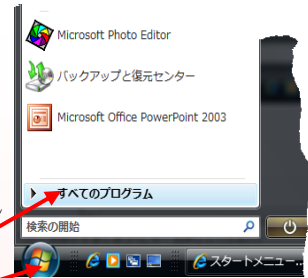 Microsoft Photo Editor
バックアップと復元センター
Microsoft Office PowerPoint 2003
すべてのプログラム
検索の開始
スタートメニュー...